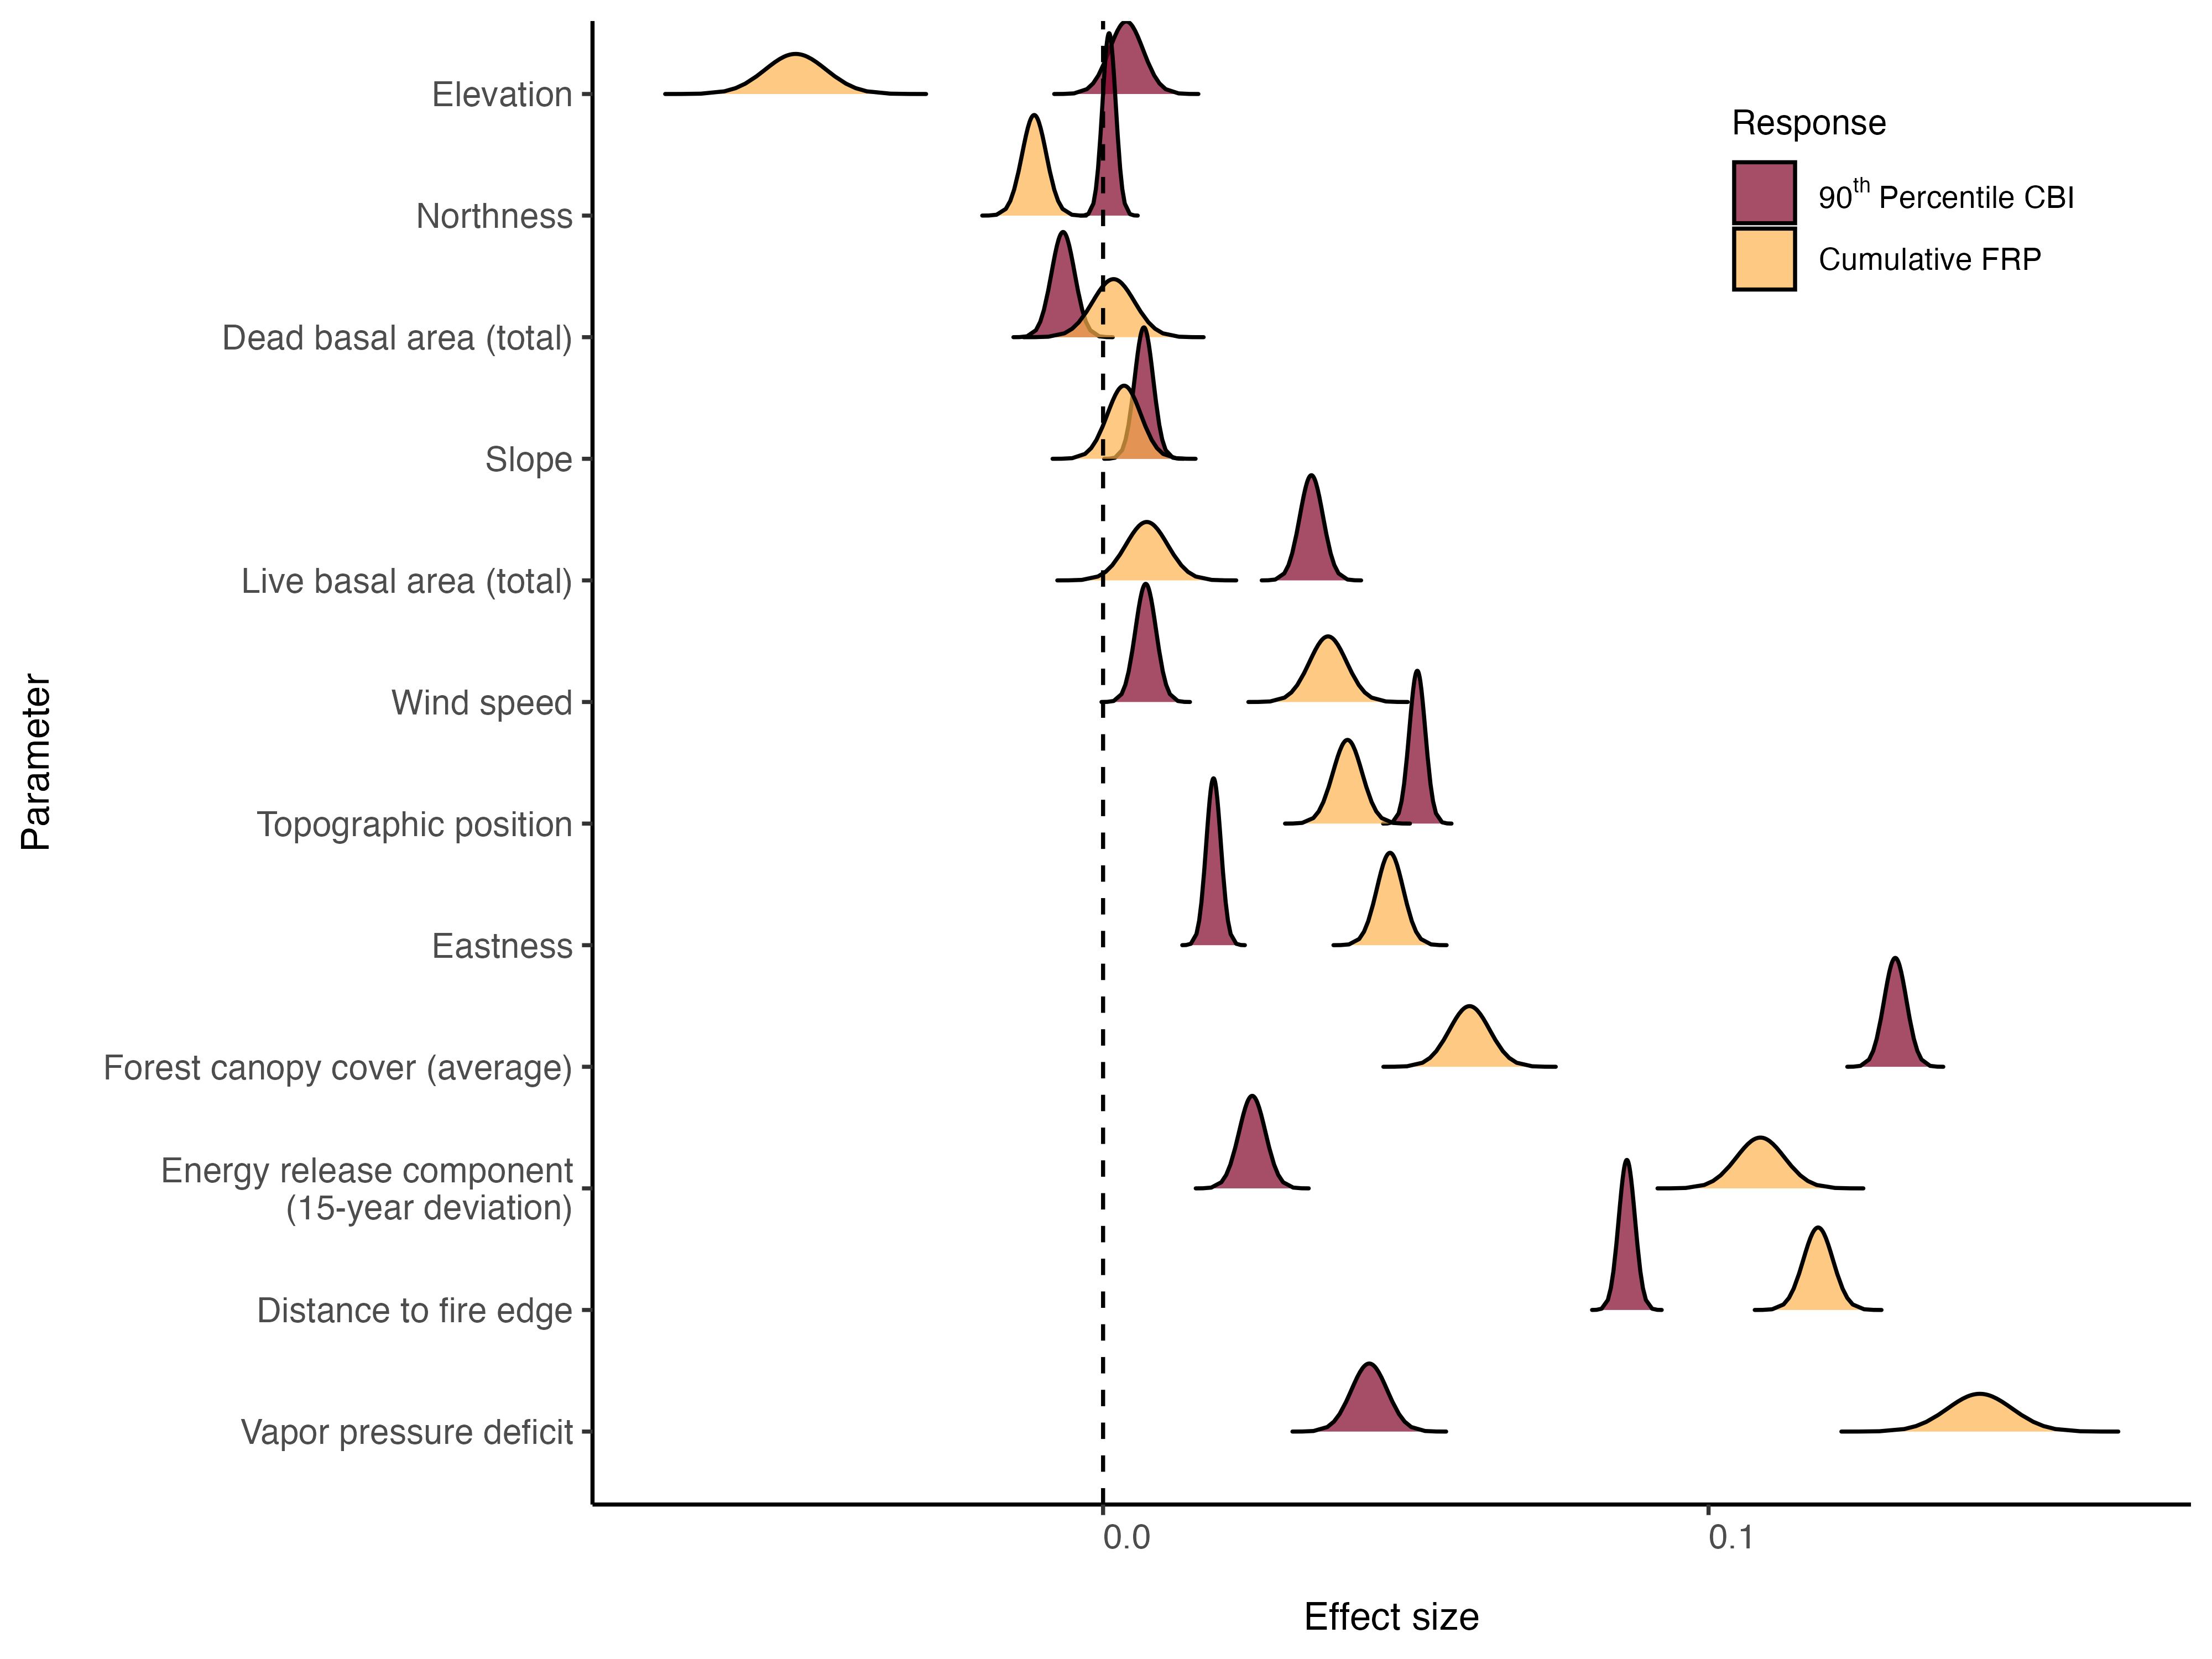 Elevation
Northness
Dead basal area (total)
Slope
Live basal area (total)
Wind speed
Topographic position
Eastness
Forest canopy cover (average)
Energy release component
(15-year deviation)
Distance to fire edge
Vapor pressure deficit
Parameter
0.0
0.1
Effect size
Response
90th Percentile CBI
Cumulative FRP